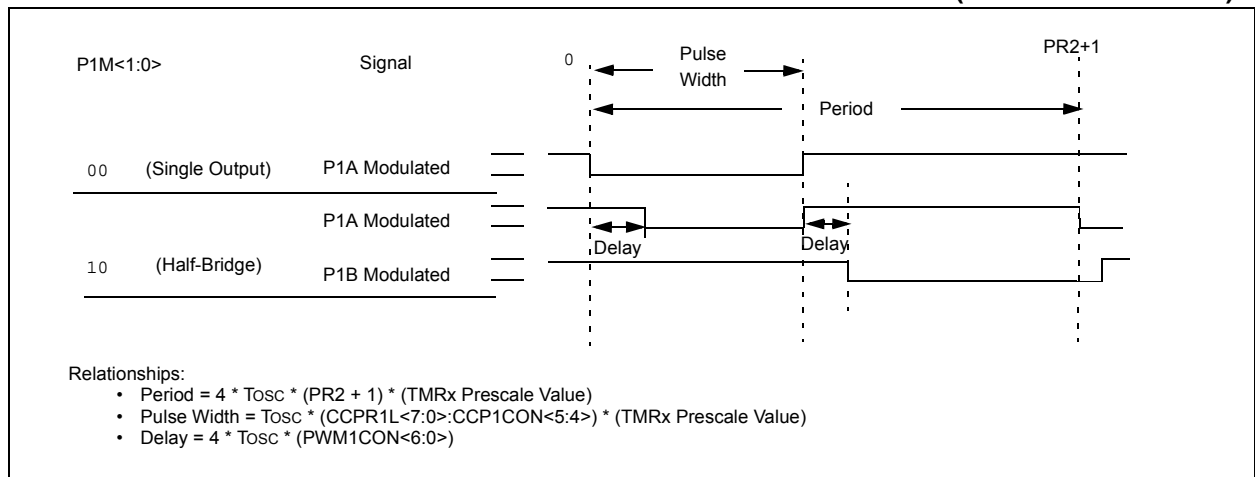 P1M<1:0>
Signal
0
Pulse
Width
PR2+1
Period
00 (Single Output) P1A Modulated
P1A Modulated
Delay
Delay
10 (Half-Bridge)
P1B Modulated
Relationships:
• Period = 4 * TOSC * (PR2 + 1) * (TMRx Prescale Value)
• Pulse Width = TOSC * (CCPR1L<7:0>:CCP1CON<5:4>) * (TMRx Prescale Value)
• Delay = 4 * TOSC * (PWM1CON<6:0>)